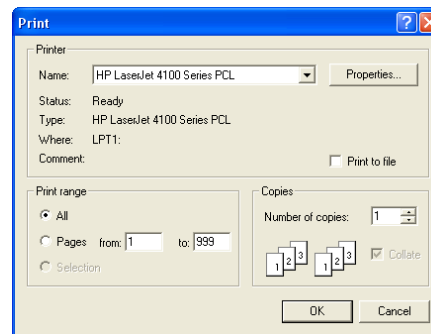 Print
Printer
Name: HP LaserJet 4100 Series PCL Properties...
Status: Ready
Type: HP LaserJet 4100 Series PCL
Where: LPT1:
Comment: Print to file
Print range
All
Pages from: 1 to: 999
Selection
Copies
Number of copies: 1
1 2 3 1 2 3 Collate
OK Cancel